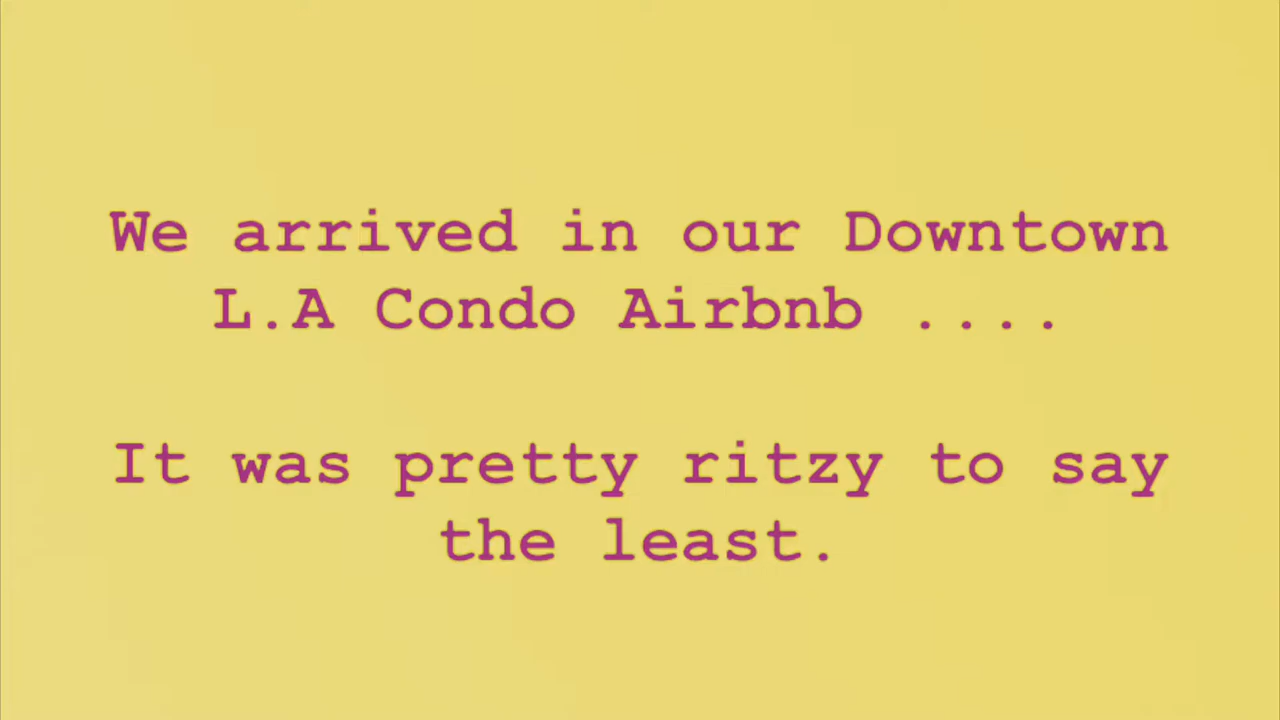 We arrived in our Downtown
L.A Condo Airbnb ....
It was pretty ritzy to say
the least.